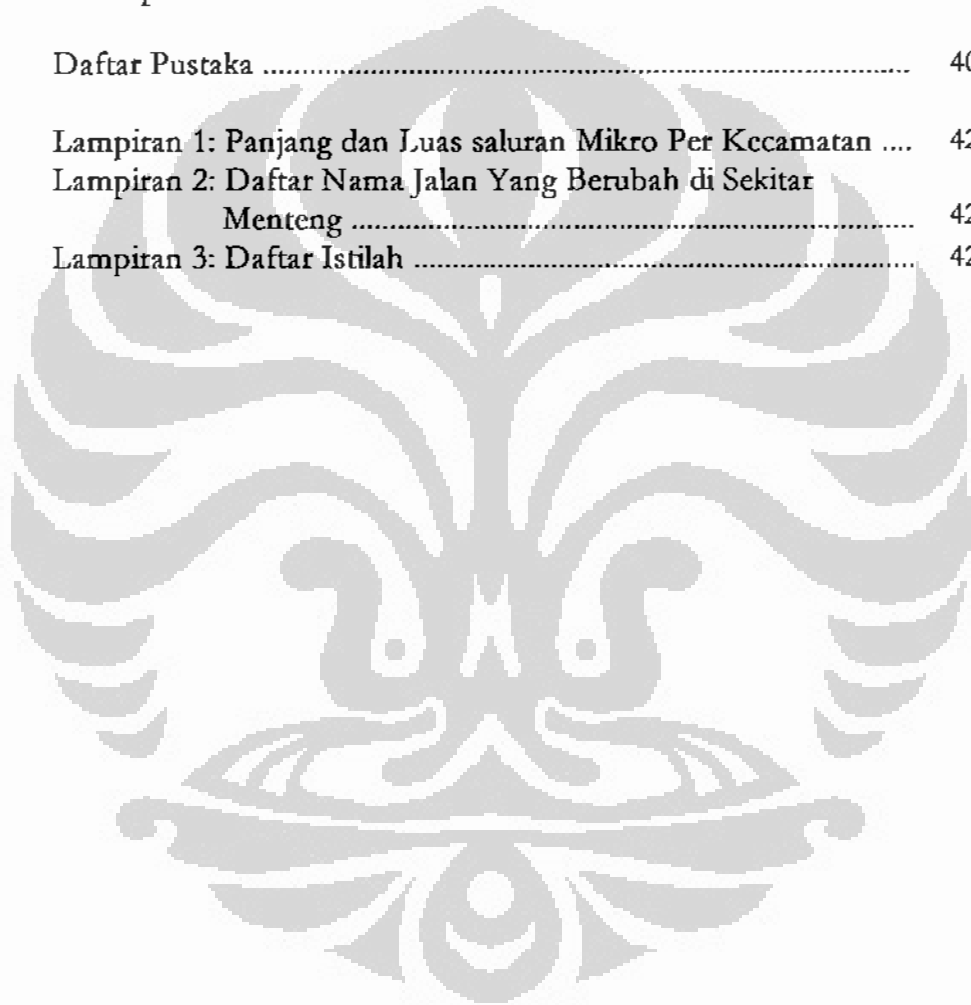 Daftar Pustaka ........................................................................ 40
Lampiran 1: Panjang dan Luas saluran Mikro Per Kecamatan .... 42
Lampiran 2: Daftar Nama Jalan Yang Berubah di Sekitar
Menteng .............................................................. 42
Lampiran 3: Daftar Istilah ....................................................... 42